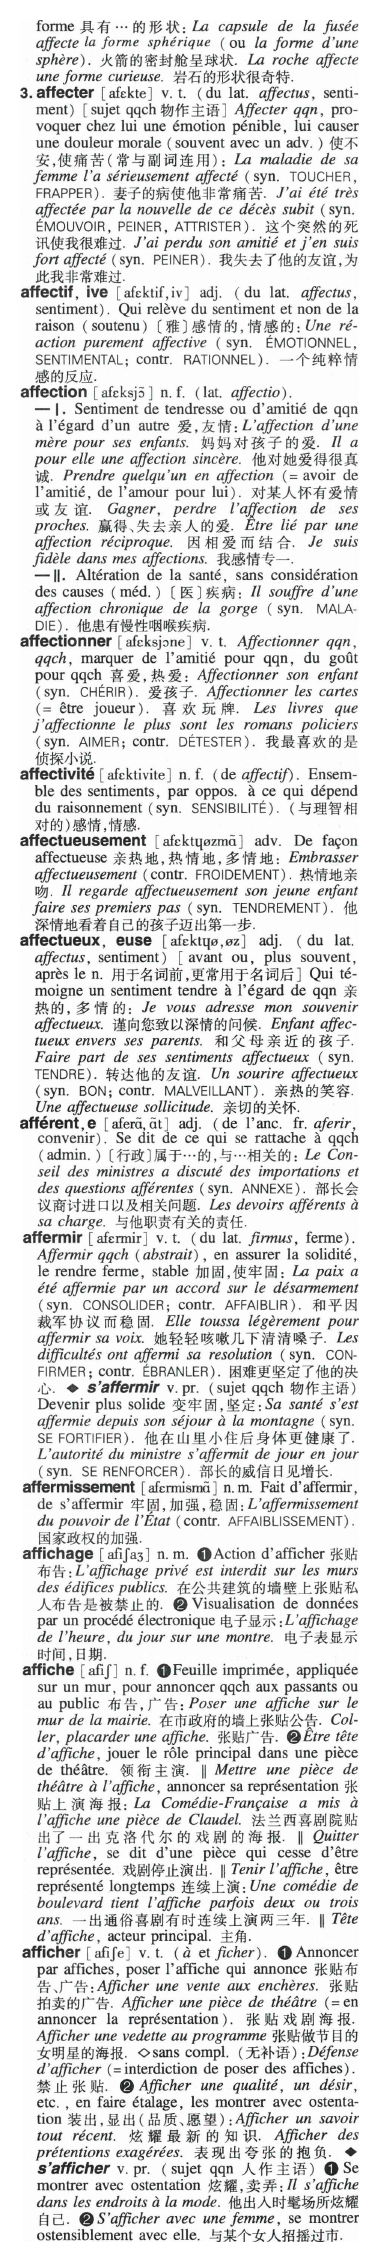 forme 具有…的形状: La capsule de la fusée
affecte la forme sphérique (ou la forme d'une
sphère). 火箭的密封舱呈球状. La roche affecte
une forme curieuse. 岩石的形状很奇特.
3. affecter [afɛkte] v. t. (du lat. affectus, senti-
ment) [sujet qqch 物作主语] Affecter qqn, pro-
voquer chez lui une émotion pénible, lui causer
une douleur morale (souvent avec un adv.) 使不
安,使痛苦(常与副词连用): La maladie de sa
femme l'a sérieusement affecté (syn. TOUCHER,
FRAPPER). 妻子的病使他非常痛苦. J'ai été très
affectée par la nouvelle de ce décès subit (syn.
ÉMOUVOIR, PEINER, ATTRISTER). 这个突然的死
讯使我很难过. J'ai perdu son amitié et j'en suis
fort affecté (syn. PEINER). 我失去了他的友谊,为
此我非常难过.
affectif, ive [afɛktif,iv] adj. (du lat. affectus,
sentiment). Qui relève du sentiment et non de la
raison (soutenu) [雅]感情的,情感的: Une ré-
action purement affective (syn. ÉMOTIONNEL,
SENTIMENTAL; contr. RATIONNEL). 一个纯粹情
感的反应.
affection [afɛksjɔ̃] n. f. (lat. affectio).
— I. Sentiment de tendresse ou d'amitié de qqn
à l'égard d'un autre 爱,友情: L'affection d'une
mère pour ses enfants. 妈妈对孩子的爱. Il a
pour elle une affection sincère. 他对她爱得很真
诚. Prendre quelqu'un en affection (= avoir de
l'amitié, de l'amour pour lui). 对某人怀有爱情
或友谊. Gagner, perdre l'affection de ses
proches. 赢得、失去亲人的爱. Être lié par une
affection réciproque. 因相爱而结合. Je suis
fidèle dans mes affections. 我感情专一.
— II. Altération de la santé, sans considération
des causes (méd.) [医]疾病: Il souffre d'une
affection chronique de la gorge (syn. MALA-
DIE). 他患有慢性咽喉疾病.
affectionner [afɛksjɔne] v. t. Affectionner qqn,
qqch, marquer de l'amitié pour qqn, du goût
pour qqch 喜爱,热爱: Affectionner son enfant
(syn. CHÉRIR). 爱孩子. Affectionner les cartes
(= être joueur). 喜欢玩牌. Les livres que
j'affectionne le plus sont les romans policiers
(syn. AIMER; contr. DÉTESTER). 我最喜欢的是
侦探小说.
affectivité [afɛktivite] n. f. (de affectif). Ensem-
ble des sentiments, par oppos. à ce qui dépend
du raisonnement (syn. SENSIBILITÉ). (与理智相
对的)感情,情感.
affectueusement [afɛktɥøzmɑ̃] adv. De façon
affectueuse 亲热地,热情地,多情地: Embrasser
affectueusement (contr. FROIDEMENT). 热情地亲
吻. Il regarde affectueusement son jeune enfant
faire ses premiers pas (syn. TENDREMENT). 他
深情地看着自己的孩子迈出第一步.
affectueux, euse [afɛktɥø,øz] adj. (du lat.
affectus, sentiment) [avant ou, plus souvent,
après le n. 用于名词前,更常用于名词后] Qui té-
moigne un sentiment tendre à l'égard de qqn 亲
热的,多情的: Je vous adresse mon souvenir
affectueux. 谨向您致以深情的问候. Enfant affec-
tueux envers ses parents. 和父母亲近的孩子.
Faire part de ses sentiments affectueux (syn.
TENDRE). 转达他的友谊. Un sourire affectueux
(syn. BON; contr. MALVEILLANT). 亲热的笑容.
Une affectueuse sollicitude. 亲切的关怀.
afférent,e [aferɑ̃, ɑ̃t] adj. (de l'anc. fr. aferir,
convenir). Se dit de ce qui se rattache à qqch
(admin.) [行政]属于…的,与…相关的: Le Con-
seil des ministres a discuté des importations et
des questions afférentes (syn. ANNEXE). 部长会
议商讨进口以及相关问题. Les devoirs afférents à
sa charge. 与他职责有关的责任.
affermir [afɛrmir] v. t. (du lat. firmus, ferme).
Affermir qqch (abstrait), en assurer la solidité,
le rendre ferme, stable 加固,使牢固: La paix a
été affermie par un accord sur le désarmement
(syn. CONSOLIDER; contr. AFFAIBLIR). 和平因
裁军协议而稳固. Elle toussa légèrement pour
affermir sa voix. 她轻轻咳嗽几下清清嗓子. Les
difficultés ont affermi sa resolution (syn. CON-
FIRMER; contr. ÉBRANLER). 困难更坚定了他的决
心. ◆ s'affermir v. pr. (sujet qqch 物作主语)
Devenir plus solide 变牢固,坚定: Sa santé s'est
affermie depuis son séjour à la montagne (syn.
SE FORTIFIER). 他在山里小住后身体更健康了.
L'autorité du ministre s'affermit de jour en jour
(syn. SE RENFORCER). 部长的威信日见增长.
affermissement [afɛrmismɑ̃] n. m. Fait d'affermir,
de s'affermir 牢固,加强,稳固: L'affermissement
du pouvoir de l'État (contr. AFFAIBLISSEMENT).
国家政权的加强.
affichage [afiʃaʒ] n. m. ❶Action d'afficher 张贴
布告: L'affichage privé est interdit sur les murs
des édifices publics. 在公共建筑的墙壁上张贴私
人布告是被禁止的. ❷ Visualisation de données
par un procédé électronique 电子显示: L'affichage
de l'heure, du jour sur une montre. 电子表显示
时间,日期.
affiche [afiʃ] n. f. ❶Feuille imprimée, appliquée
sur un mur, pour annoncer qqch aux passants ou
au public 布告,广告: Poser une affiche sur le
mur de la mairie. 在市政府的墙上张贴公告. Col-
ler, placarder une affiche. 张贴广告. ❷Être tête
d'affiche, jouer le rôle principal dans une pièce
de théâtre. 领衔主演. ‖ Mettre une pièce de
théâtre à l'affiche, annoncer sa représentation 张
贴上演海报: La Comédie-Française a mis à
l'affiche une pièce de Claudel. 法兰西喜剧院贴
出了一出克洛代尔的戏剧的海报. ‖ Quitter
l'affiche, se dit d'une pièce qui cesse d'être
représentée. 戏剧停止演出. ‖ Tenir l'affiche, être
représenté longtemps 连续上演: Une comédie de
boulevard tient l'affiche parfois deux ou trois
ans. 一出通俗喜剧有时连续上演两三年. ‖ Tête
d'affiche, acteur principal. 主角.
afficher [afiʃe] v. t. (à et ficher). ❶ Annoncer
par affiches, poser l'affiche qui annonce 张贴布
告、广告: Afficher une vente aux enchères. 张贴
拍卖的广告. Afficher une pièce de théâtre (= en
annoncer la représentation). 张贴戏剧海报.
Afficher une vedette au programme 张贴做节目的
女明星的海报. ◇sans compl. (无补语): Défense
d'afficher (= interdiction de poser des affiches).
禁止张贴. ❷ Afficher une qualité, un désir,
etc., en faire étalage, les montrer avec ostenta-
tion 装出,显出(品质、愿望): Afficher un savoir
tout récent. 炫耀最新的知识. Afficher des
prétentions exagérées. 表现出夸张的抱负. ◆
s'afficher v. pr. (sujet qqn 人作主语) ❶ Se
montrer avec ostentation 炫耀,卖弄: Il s'affiche
dans les endroits à la mode. 他出入时髦场所炫耀
自己. ❷ S'afficher avec une femme, se montrer
ostensiblement avec elle. 与某个女人招摇过市.